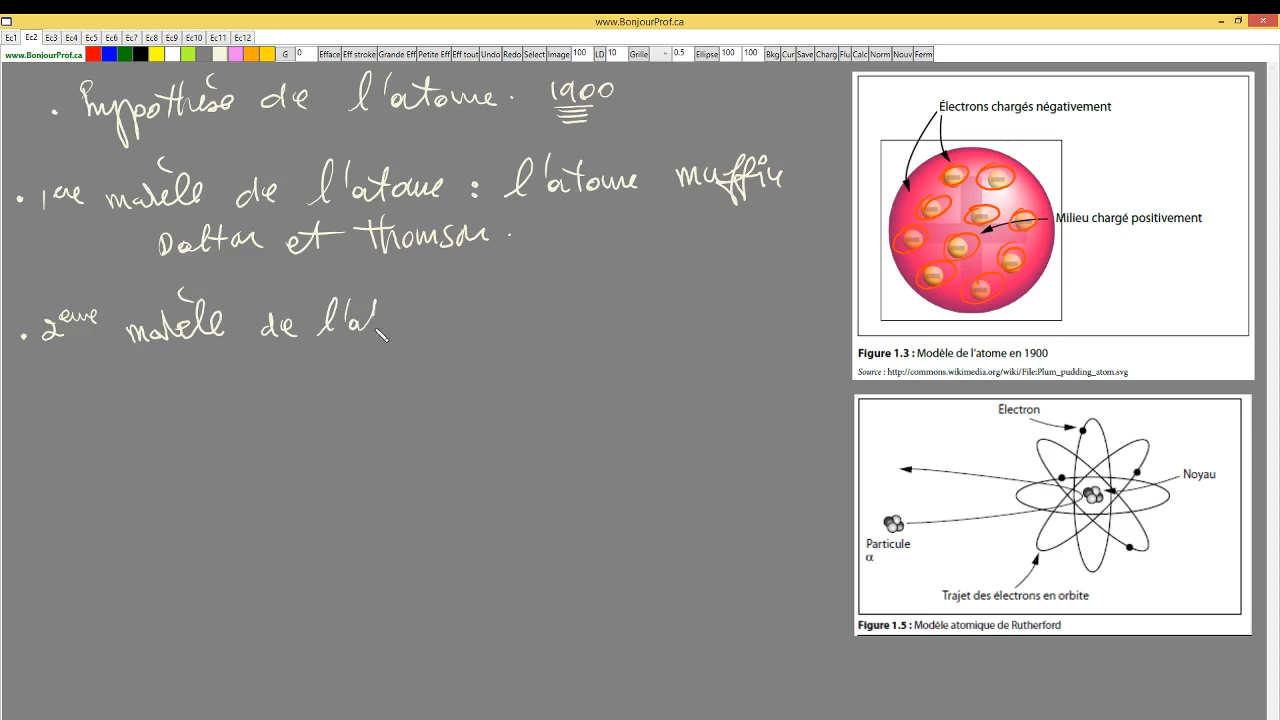 www.BonjourProf.ca
Ec1 Ec2 Ec3 Ec4 Ec5 Ec6 Ec7 Ec8 Ec9 Ec10 Ec11 Ec12
www.BonjourProf.ca G 0 Efface Eff stroke Grande Eff Petite Eff Eff tout Undo Redo Select Image 100 LD 10 Grille 0.5 Ellipse 100 100 Bkg Cur Save Charg Flu Calc Norm Nouv Ferm
. hypothèse de l'atome. 1900
. 1ere modèle de l'atome : l'atome muffin
Dalton et Thomson.
. 2eme modèle de l'at
Électrons chargés négativement
Milieu chargé positivement
Figure 1.3 : Modèle de l'atome en 1900
Source : http://commons.wikimedia.org/wiki/File:Plum_pudding_atom.svg
Électron
Noyau
Particule
α
Trajet des électrons en orbite
Figure 1.5 : Modèle atomique de Rutherford